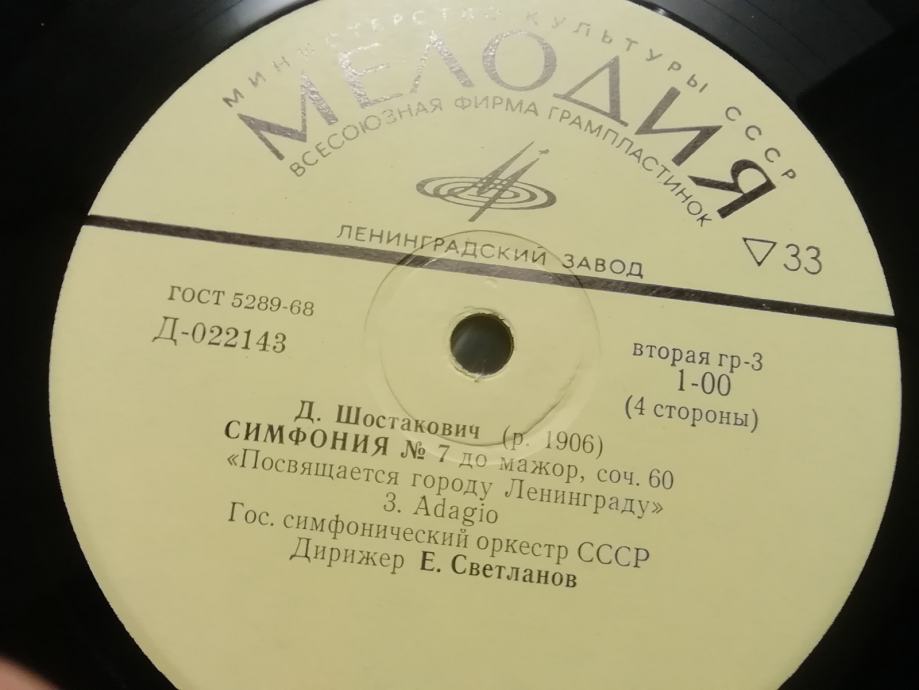 МИНИСТЕРСТВО КУЛЬТУРЫ СССР
МЕЛОДИЯ
ВСЕСОЮЗНАЯ ФИРМА ГРАМПЛАСТИНОК
ЛЕНИНГРАДСКИЙ ЗАВОД
▽33
ГОСТ 5289-68
Д-022143
вторая гр-3
1-00
(4 стороны)
Д. Шостакович (р. 1906)
СИМФОНИЯ № 7 до мажор, соч. 60
«Посвящается городу Ленинграду»
3. Adagio
Гос. симфонический оркестр СССР
Дирижер Е. Светланов